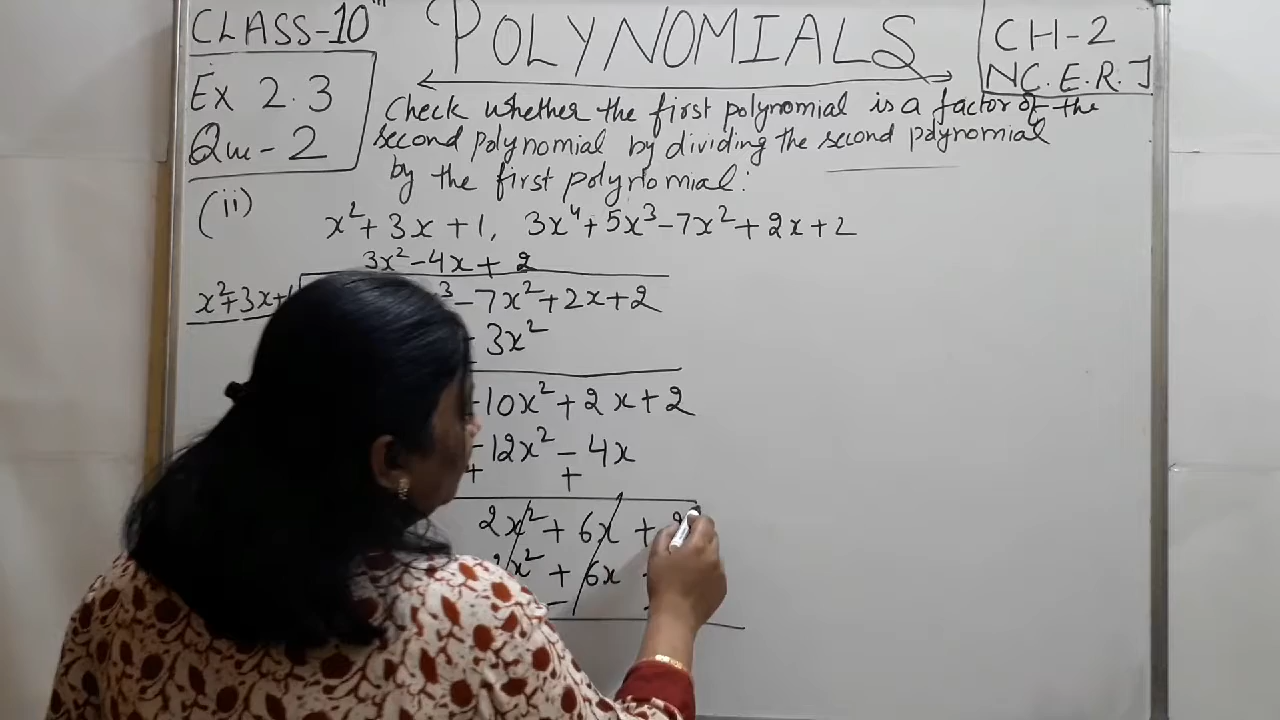 CLASS-10th
POLYNOMIALS
CH-2
N.C.E.R.T
Ex 2.3
Qu-2
Check whether the first polynomial is a factor of the
second polynomial by dividing the second polynomial
by the first polynomial:
(ii)
x²+3x+1, 3x⁴+5x³-7x²+2x+2
3x²-4x+2
x²+3x+1
³-7x²+2x+2
3x²
-10x²+2x+2
-12x²-4x
+ +
2x²+6x+2
2x²+6x
-